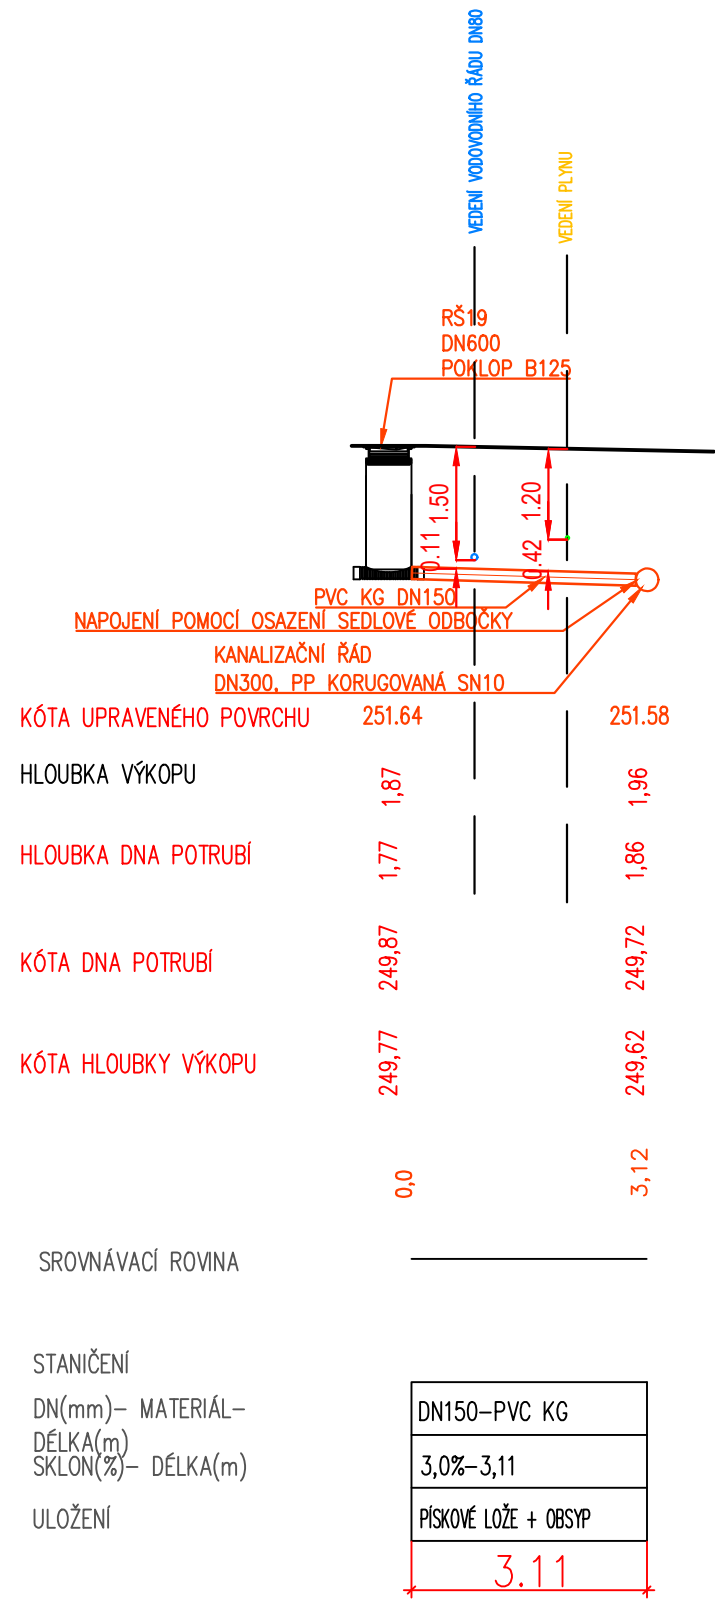 VEDENÍ VODOVODNÍHO ŘÁDU DN80
VEDENÍ PLYNU
RŠ19
DN600
POKLOP B125
1.50
1.20
0.11
0.42
PVC KG DN150
NAPOJENÍ POMOCÍ OSAZENÍ SEDLOVÉ ODBOČKY
KANALIZAČNÍ ŘÁD
DN300, PP KORUGOVANÁ SN10
KÓTA UPRAVENÉHO POVRCHU 251.64 251.58
HLOUBKA VÝKOPU 1,87 1,96
HLOUBKA DNA POTRUBÍ 1,77 1,86
KÓTA DNA POTRUBÍ 249,87 249,72
KÓTA HLOUBKY VÝKOPU 249,77 249,62
0,0 3,12
SROVNÁVACÍ ROVINA
STANIČENÍ
DN(mm)– MATERIÁL–
DÉLKA(m)
DN150–PVC KG
SKLON(%)– DÉLKA(m) 3,0%–3,11
ULOŽENÍ PÍSKOVÉ LOŽE + OBSYP
3.11